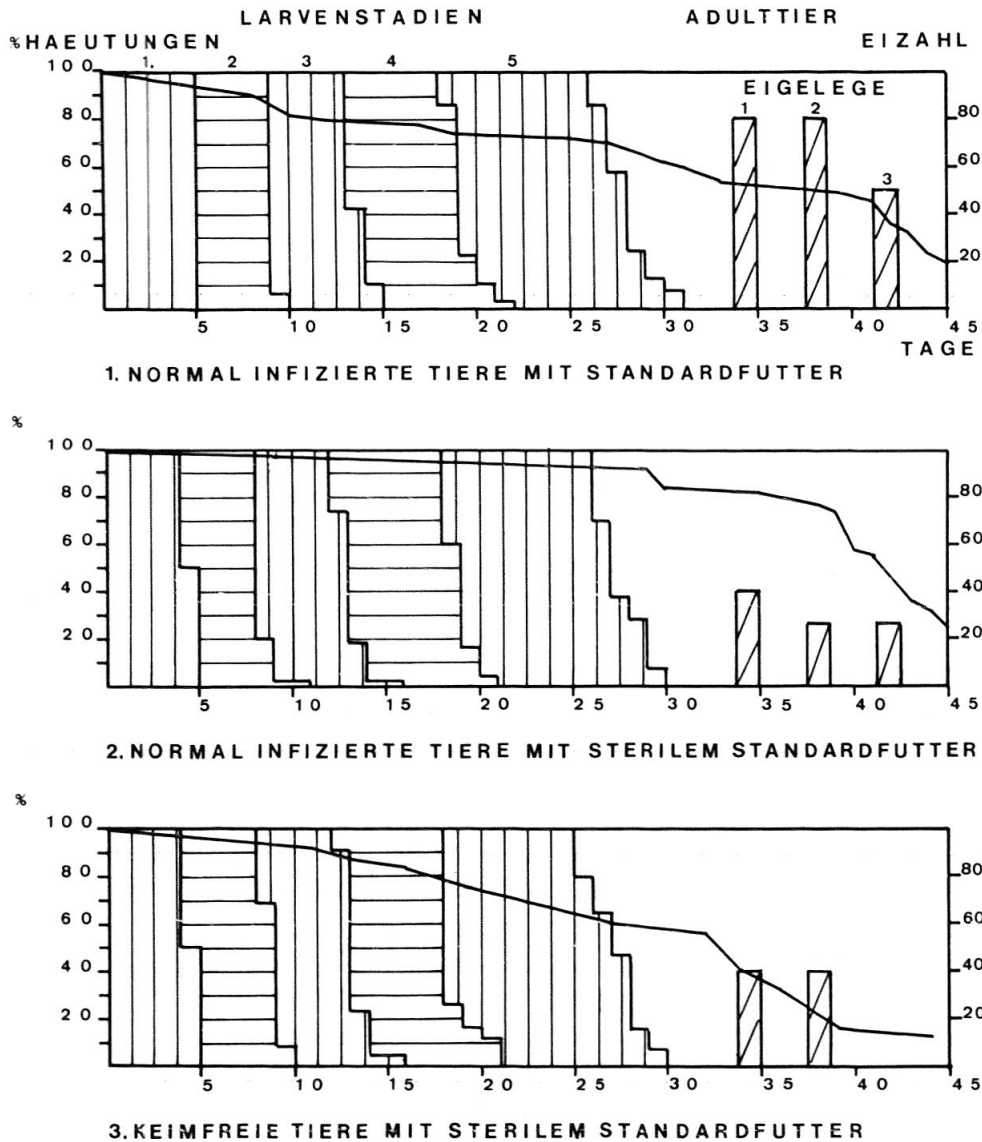 LARVENSTADIEN ADULTTIER
%HAEUTUNGEN 1. 2 3 4 5 EIZAHL
100
EIGELEGE
80 1 2 80
60 3 60
40 40
20 20
5 10 15 20 25 30 35 40 45
TAGE
1. NORMAL INFIZIERTE TIERE MIT STANDARDFUTTER
%
100
80 80
60 60
40 40
20 20
5 10 15 20 25 30 35 40 45
2. NORMAL INFIZIERTE TIERE MIT STERILEM STANDARDFUTTER
%
100
80 80
60 60
40 40
20 20
5 10 15 20 25 30 35 40 45
3. KEIMFREIE TIERE MIT STERILEM STANDARDFUTTER